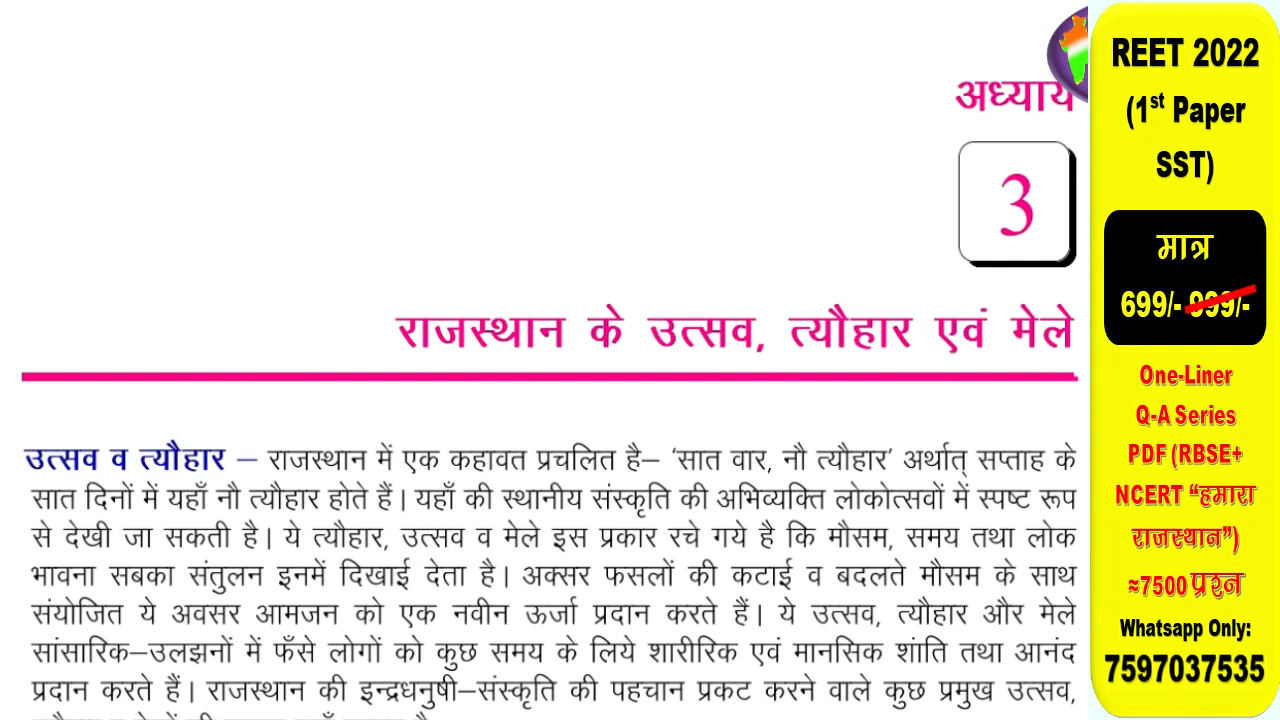 अध्याय
3
राजस्थान के उत्सव, त्यौहार एवं मेले
उत्सव व त्यौहार – राजस्थान में एक कहावत प्रचलित है– 'सात वार, नौ त्यौहार' अर्थात् सप्ताह के
सात दिनों में यहाँ नौ त्यौहार होते हैं। यहाँ की स्थानीय संस्कृति की अभिव्यक्ति लोकोत्सवों में स्पष्ट रूप
से देखी जा सकती है। ये त्यौहार, उत्सव व मेले इस प्रकार रचे गये है कि मौसम, समय तथा लोक
भावना सबका संतुलन इनमें दिखाई देता है। अक्सर फसलों की कटाई व बदलते मौसम के साथ
संयोजित ये अवसर आमजन को एक नवीन ऊर्जा प्रदान करते हैं। ये उत्सव, त्यौहार और मेले
सांसारिक–उलझनों में फँसे लोगों को कुछ समय के लिये शारीरिक एवं मानसिक शांति तथा आनंद
प्रदान करते हैं। राजस्थान की इन्द्रधनुषी–संस्कृति की पहचान प्रकट करने वाले कुछ प्रमुख उत्सव,
REET 2022
(1st Paper
SST)
मात्र
699/- 999/-
One-Liner
Q-A Series
PDF (RBSE+
NCERT “हमारा
राजस्थान”)
≈7500 प्रश्न
Whatsapp Only:
7597037535